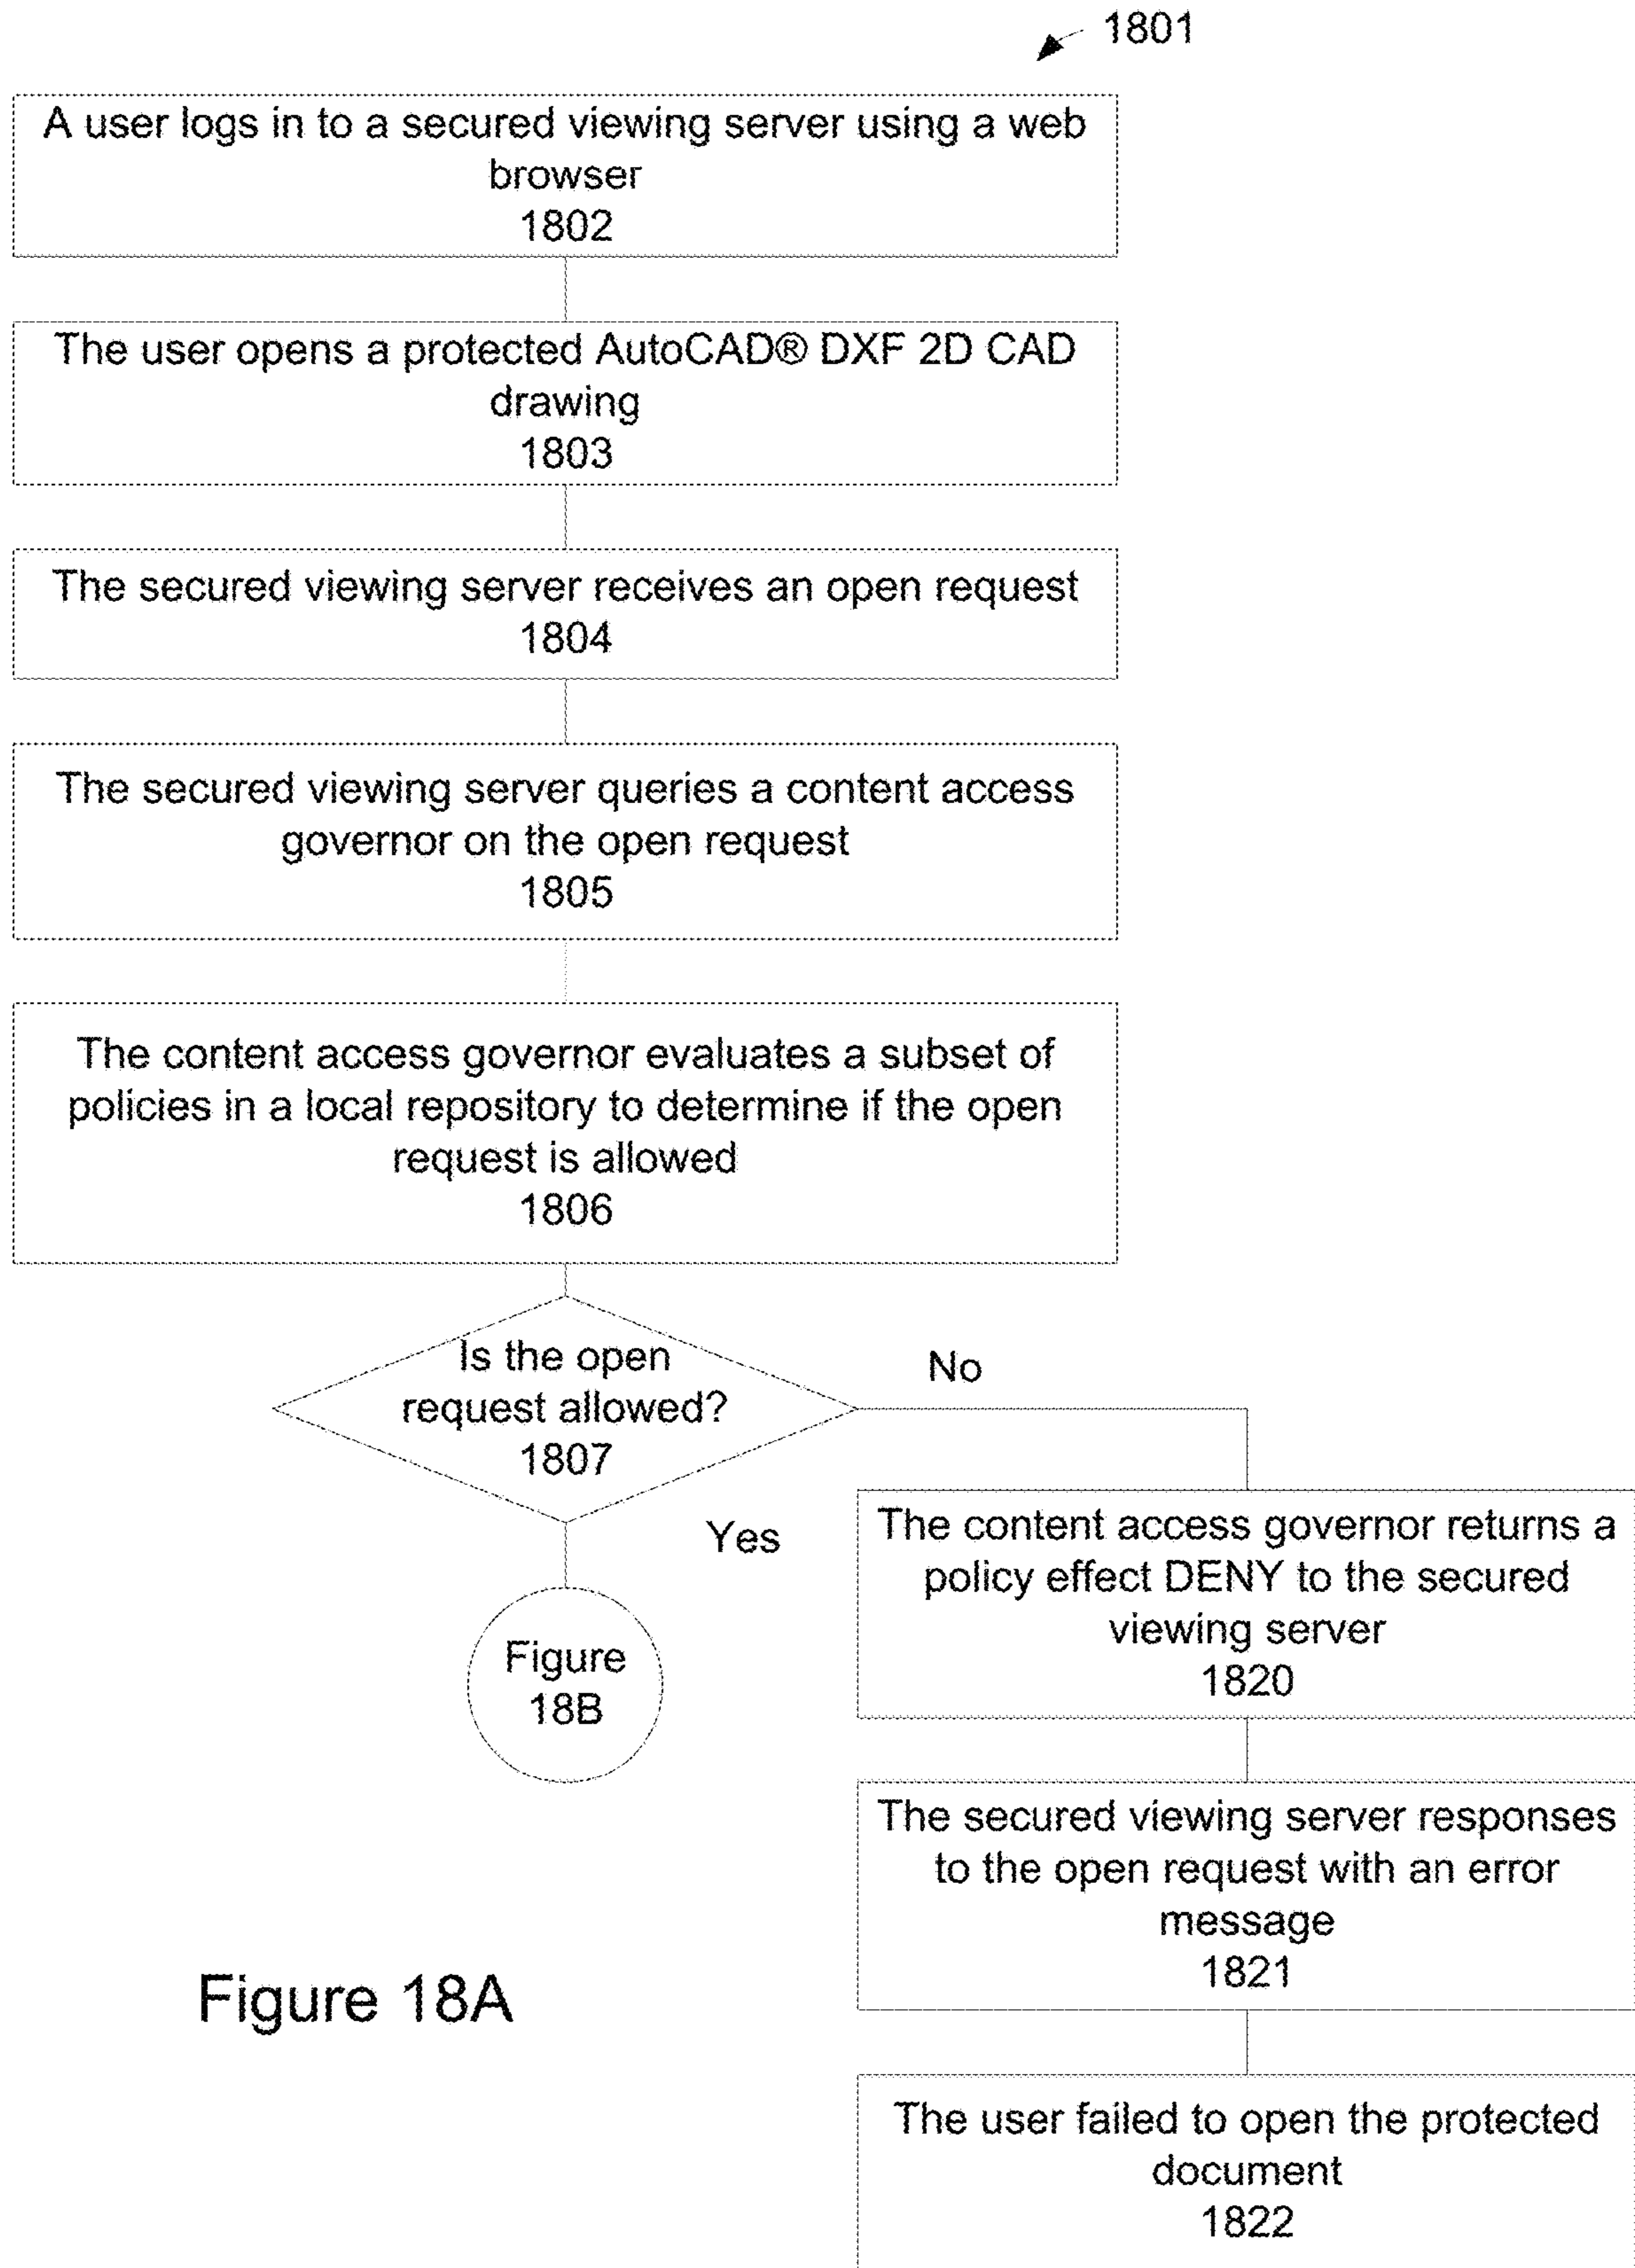 1801
A user logs in to a secured viewing server using a web
browser
1802
The user opens a protected AutoCAD® DXF 2D CAD
drawing
1803
The secured viewing server receives an open request
1804
The secured viewing server queries a content access
governor on the open request
1805
The content access governor evaluates a subset of
policies in a local repository to determine if the open
request is allowed
1806
Is the open
request allowed?
1807
No
Yes
Figure
18B
The content access governor returns a
policy effect DENY to the secured
viewing server
1820
The secured viewing server responses
to the open request with an error
message
1821
The user failed to open the protected
document
1822
Figure 18A